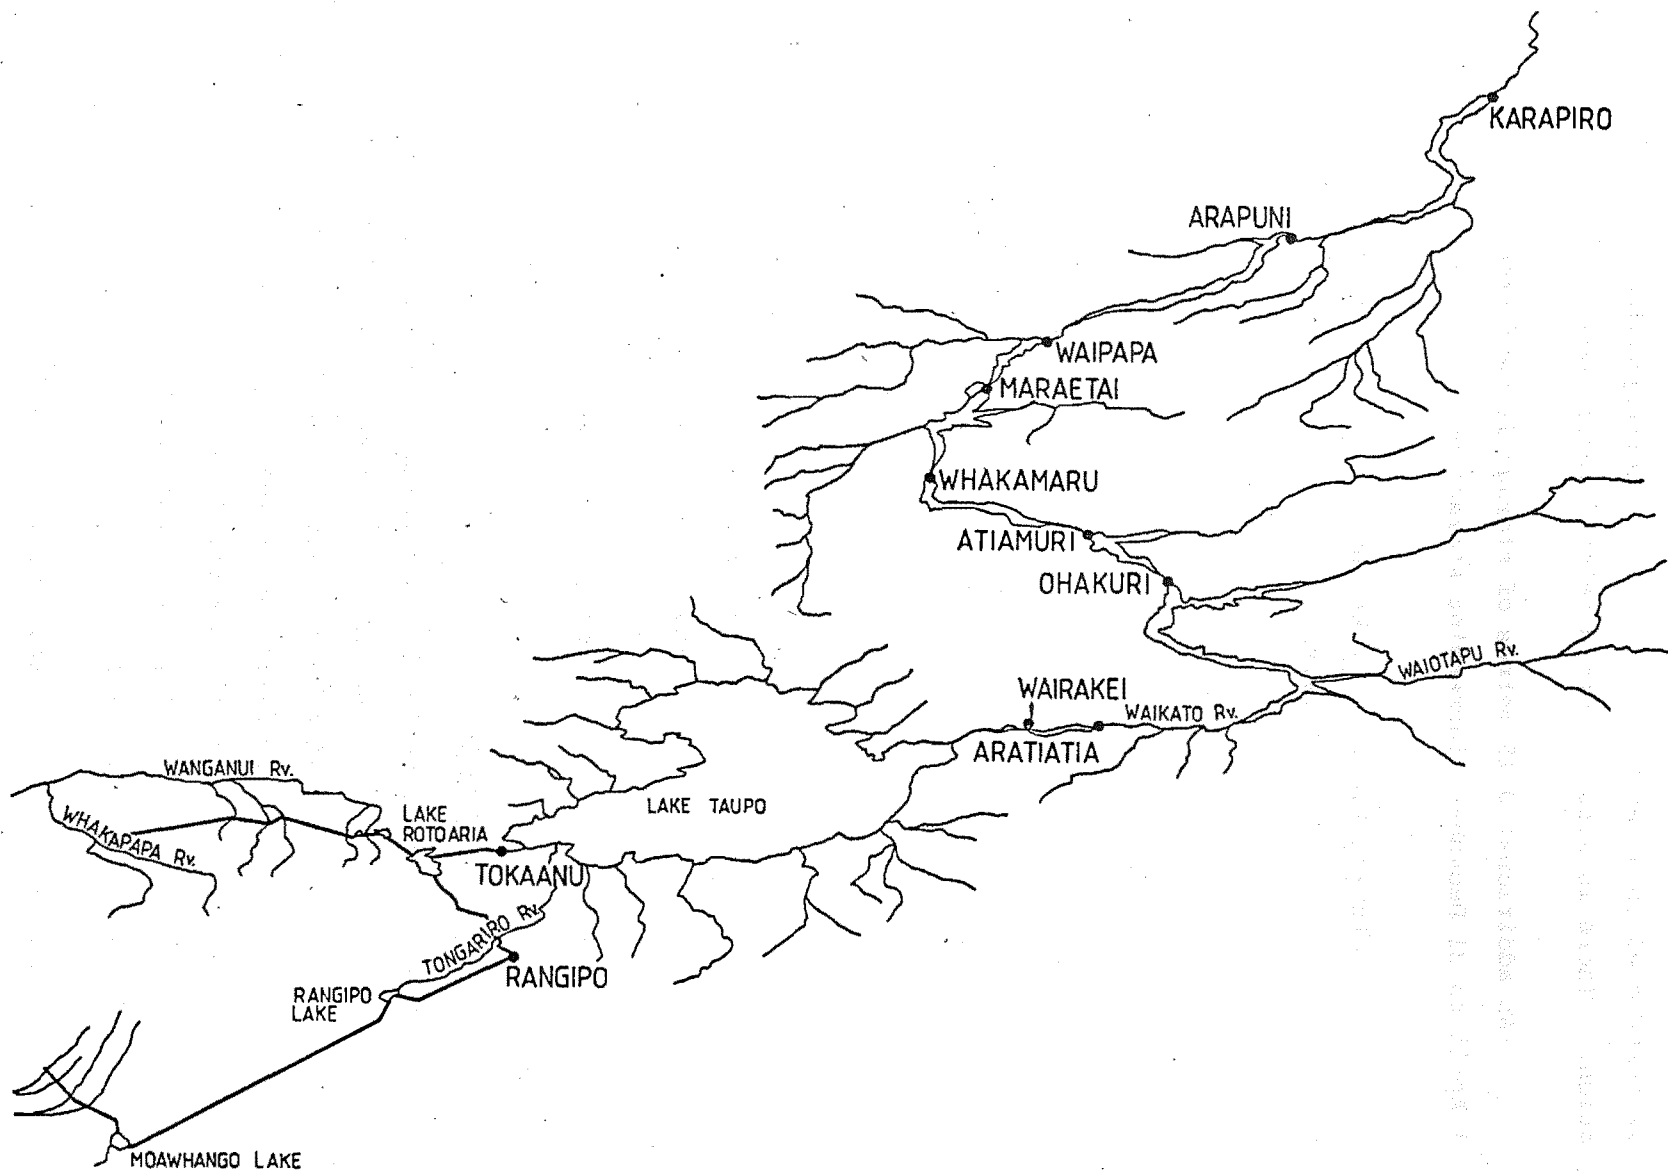 KARAPIRO
ARAPUNI
WAIPAPA
MARAETAI
WHAKAMARU
ATIAMURI
OHAKURI
WAIOTAPU Rv.
WAIRAKEI
WAIKATO Rv.
ARATIATIA
WANGANUI Rv.
LAKE
ROTOARIA
LAKE TAUPO
WHAKAPAPA Rv.
TOKAANU
TONGARIRO Rv.
RANGIPO
RANGIPO
LAKE
MOAWHANGO LAKE